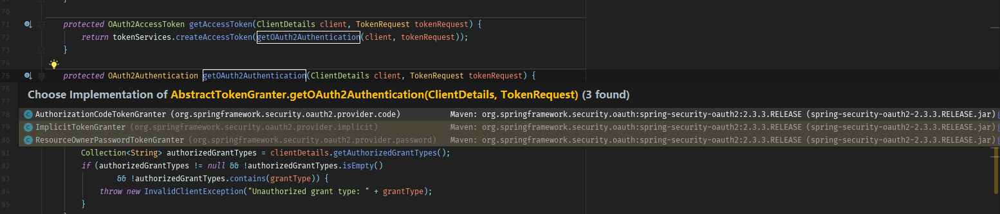 70
71 protected OAuth2AccessToken getAccessToken(ClientDetails client, TokenRequest tokenRequest) {
72 return tokenServices.createAccessToken(getOAuth2Authentication(client, tokenRequest));
73 }
74
75 protected OAuth2Authentication getOAuth2Authentication(ClientDetails client, TokenRequest tokenRequest) {
76
77 Choose Implementation of AbstractTokenGranter.getOAuth2Authentication(ClientDetails, TokenRequest) (3 found)
78 AuthorizationCodeTokenGranter (org.springframework.security.oauth2.provider.code) Maven: org.springframework.security.oauth:spring-security-oauth2:2.3.3.RELEASE (spring-security-oauth2-2.3.3.RELEASE.jar)
79 ImplicitTokenGranter (org.springframework.security.oauth2.provider.implicit) Maven: org.springframework.security.oauth:spring-security-oauth2:2.3.3.RELEASE (spring-security-oauth2-2.3.3.RELEASE.jar)
80 ResourceOwnerPasswordTokenGranter (org.springframework.security.oauth2.provider.password) Maven: org.springframework.security.oauth:spring-security-oauth2:2.3.3.RELEASE (spring-security-oauth2-2.3.3.RELEASE.jar)
81 Collection<String> authorizedGrantTypes = clientDetails.getAuthorizedGrantTypes();
82 if (authorizedGrantTypes != null && !authorizedGrantTypes.isEmpty()
83 && !authorizedGrantTypes.contains(grantType)) {
84 throw new InvalidClientException("Unauthorized grant type: " + grantType);
85 }